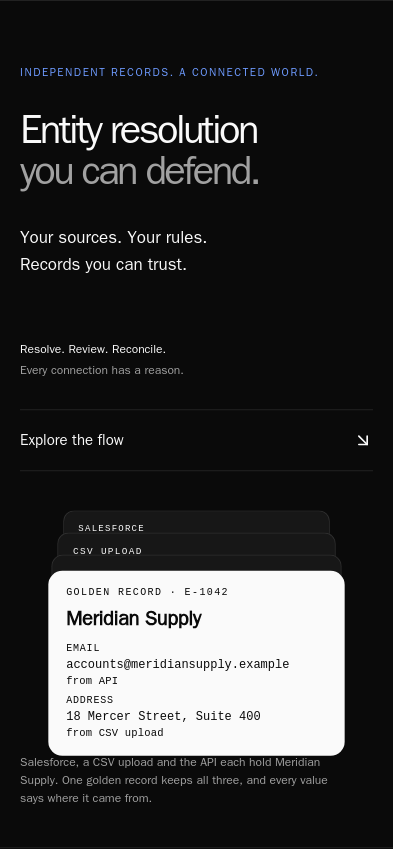 INDEPENDENT RECORDS. A CONNECTED WORLD.
Entity resolution
you can defend.
Your sources. Your rules.
Records you can trust.
Resolve. Review. Reconcile.
Every connection has a reason.
Explore the flow
SALESFORCE
CSV UPLOAD
GOLDEN RECORD · E-1042
Meridian Supply
EMAIL
accounts@meridiansupply.example
from API
ADDRESS
18 Mercer Street, Suite 400
from CSV upload
Salesforce, a CSV upload and the API each hold Meridian
Supply. One golden record keeps all three, and every value
says where it came from.